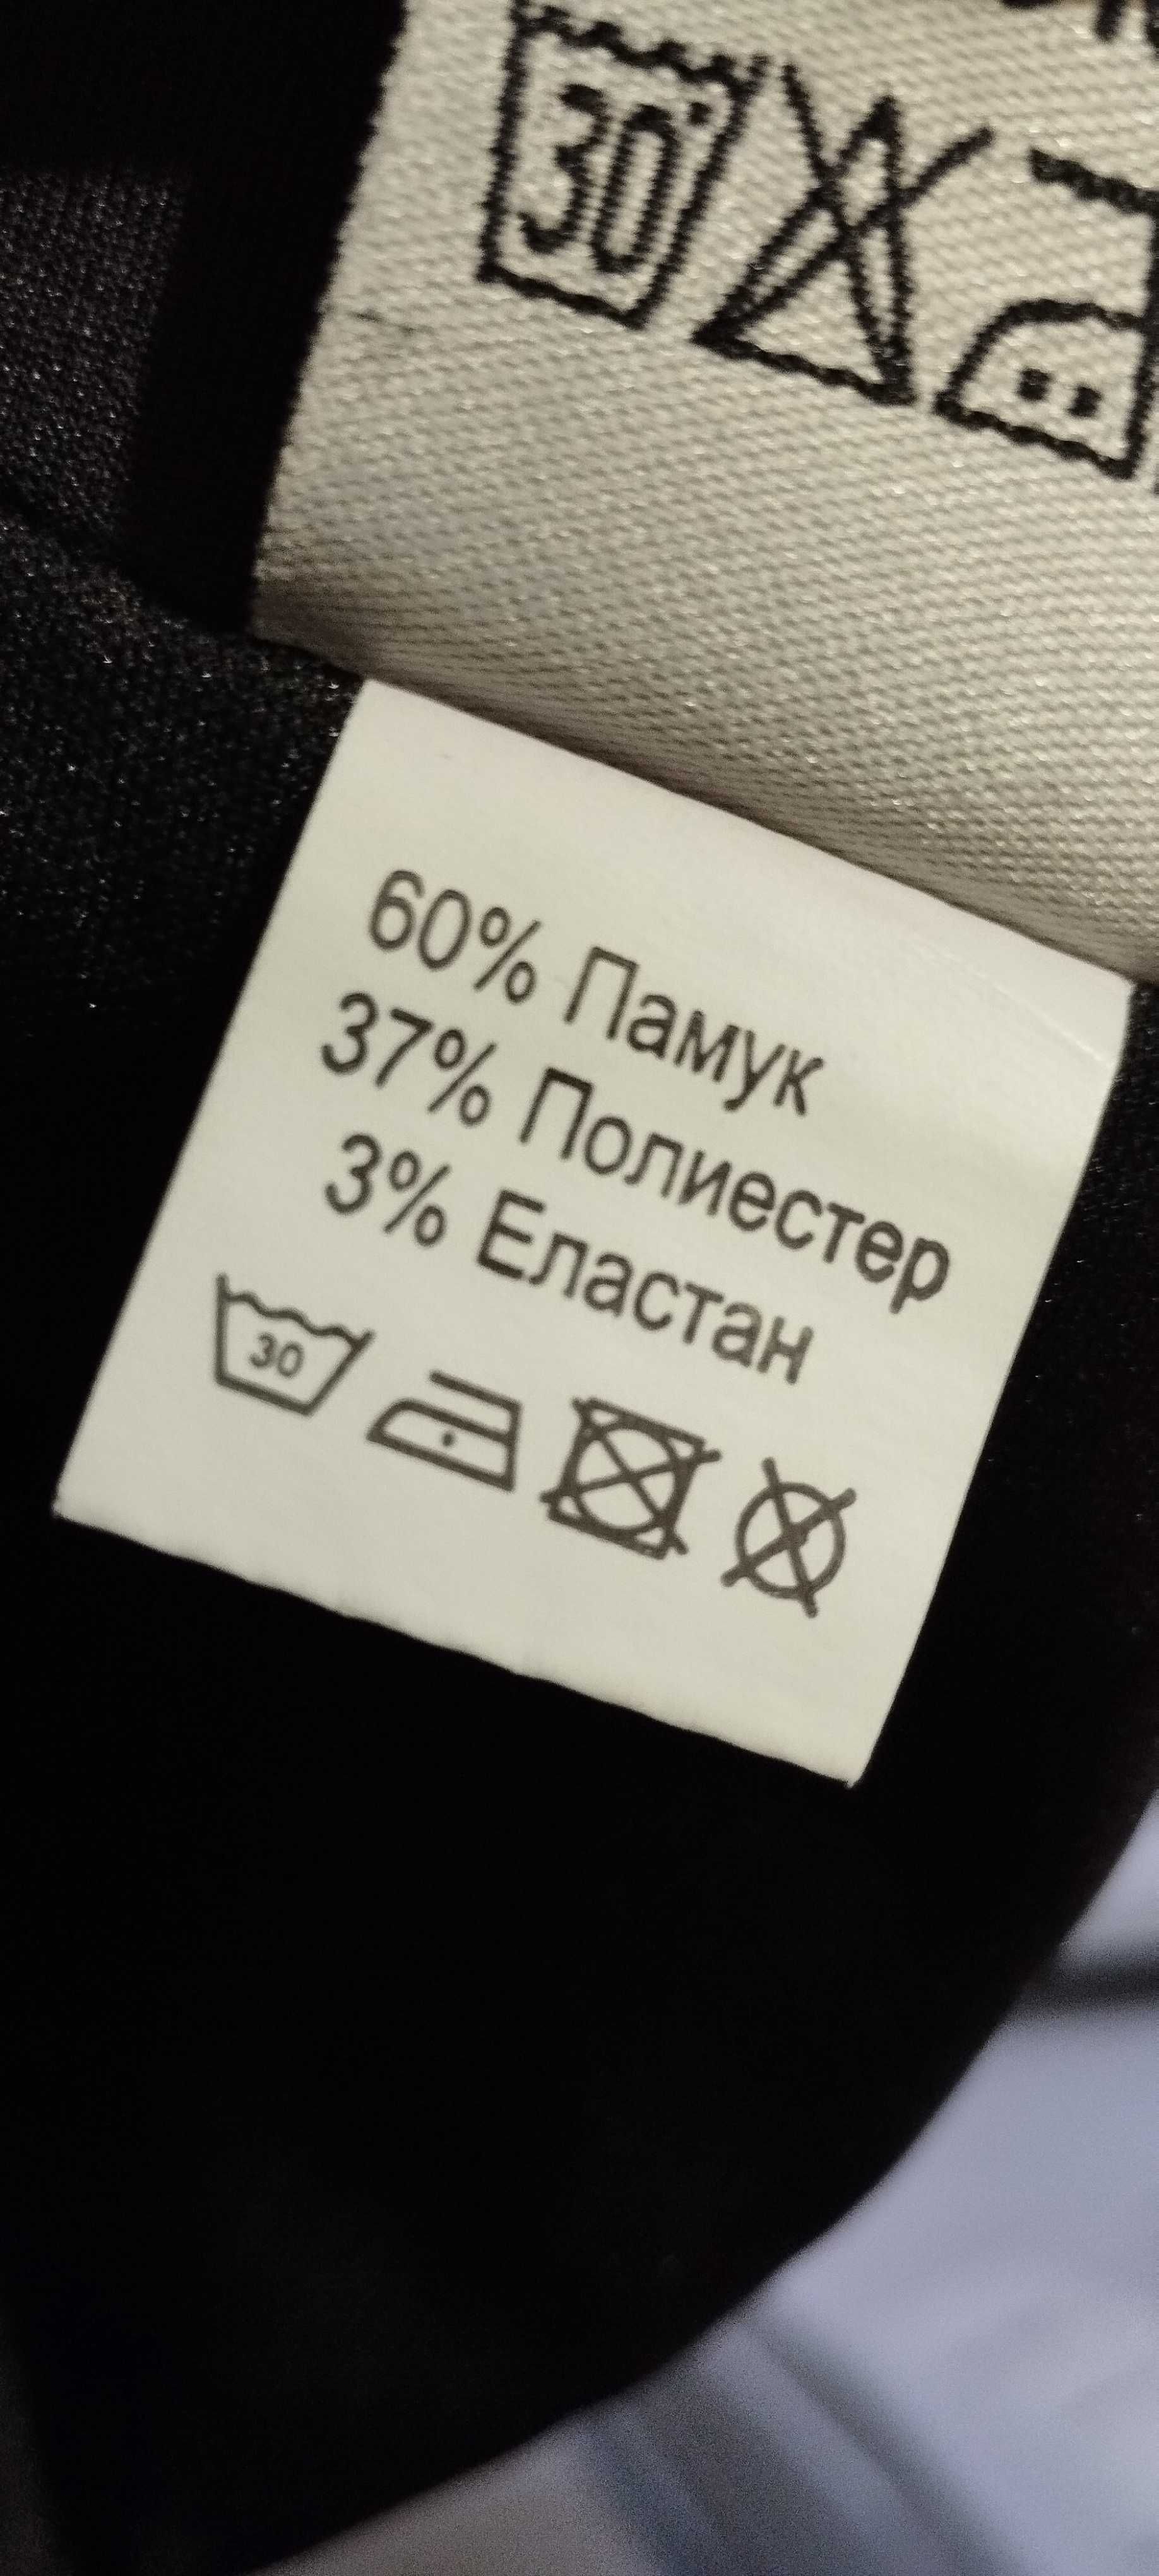 30°
60% Памук
37% Полиестер
3% Еластан
30